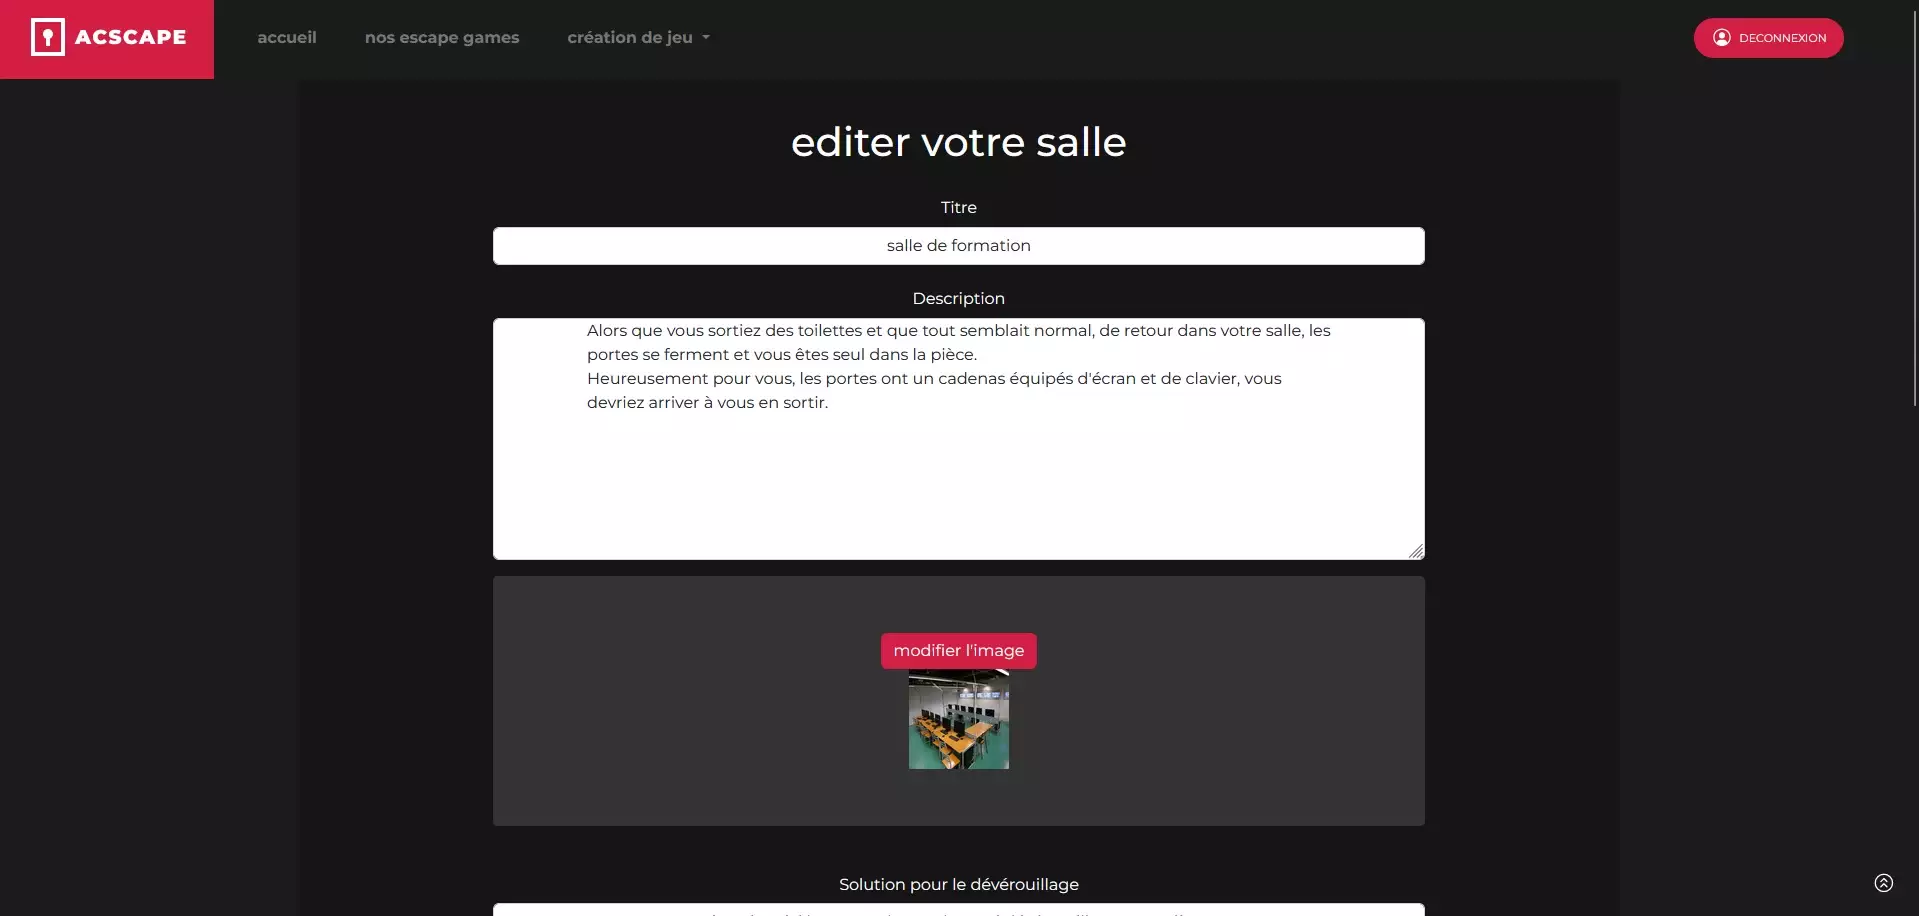 ACSCAPE
accueil
nos escape games
création de jeu
DECONNEXION
editer votre salle
Titre
salle de formation
Description
Alors que vous sortiez des toilettes et que tout semblait normal, de retour dans votre salle, les
portes se ferment et vous êtes seul dans la pièce.
Heureusement pour vous, les portes ont un cadenas équipés d'écran et de clavier, vous
devriez arriver à vous en sortir.
modifier l'image
Solution pour le dévérouillage